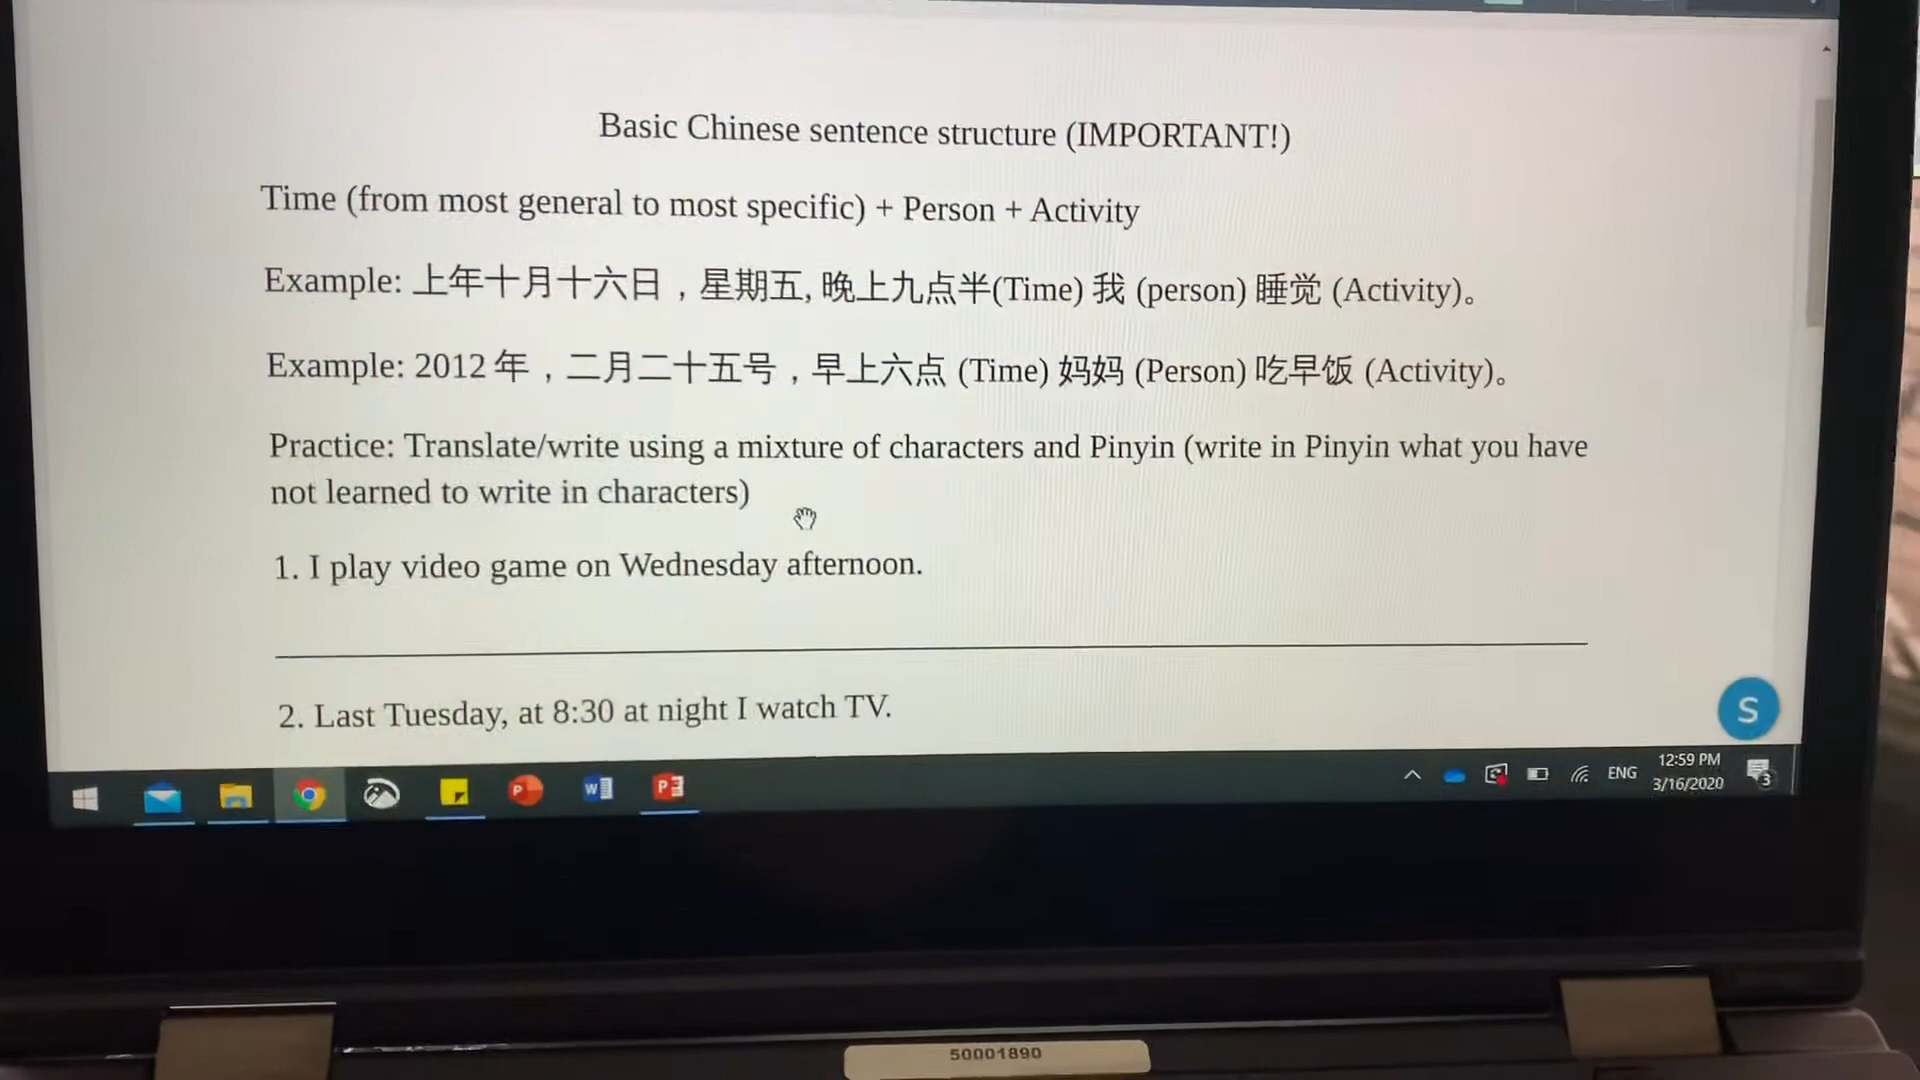 Basic Chinese sentence structure (IMPORTANT!)
Time (from most general to most specific) + Person + Activity
Example: 上年十月十六日，星期五, 晚上九点半(Time) 我 (person) 睡觉 (Activity)。
Example: 2012 年，二月二十五号，早上六点 (Time) 妈妈 (Person) 吃早饭 (Activity)。
Practice: Translate/write using a mixture of characters and Pinyin (write in Pinyin what you have
not learned to write in characters)
1. I play video game on Wednesday afternoon.
2. Last Tuesday, at 8:30 at night I watch TV.
S
ENG
12:59 PM
3/16/2020
3
50001890